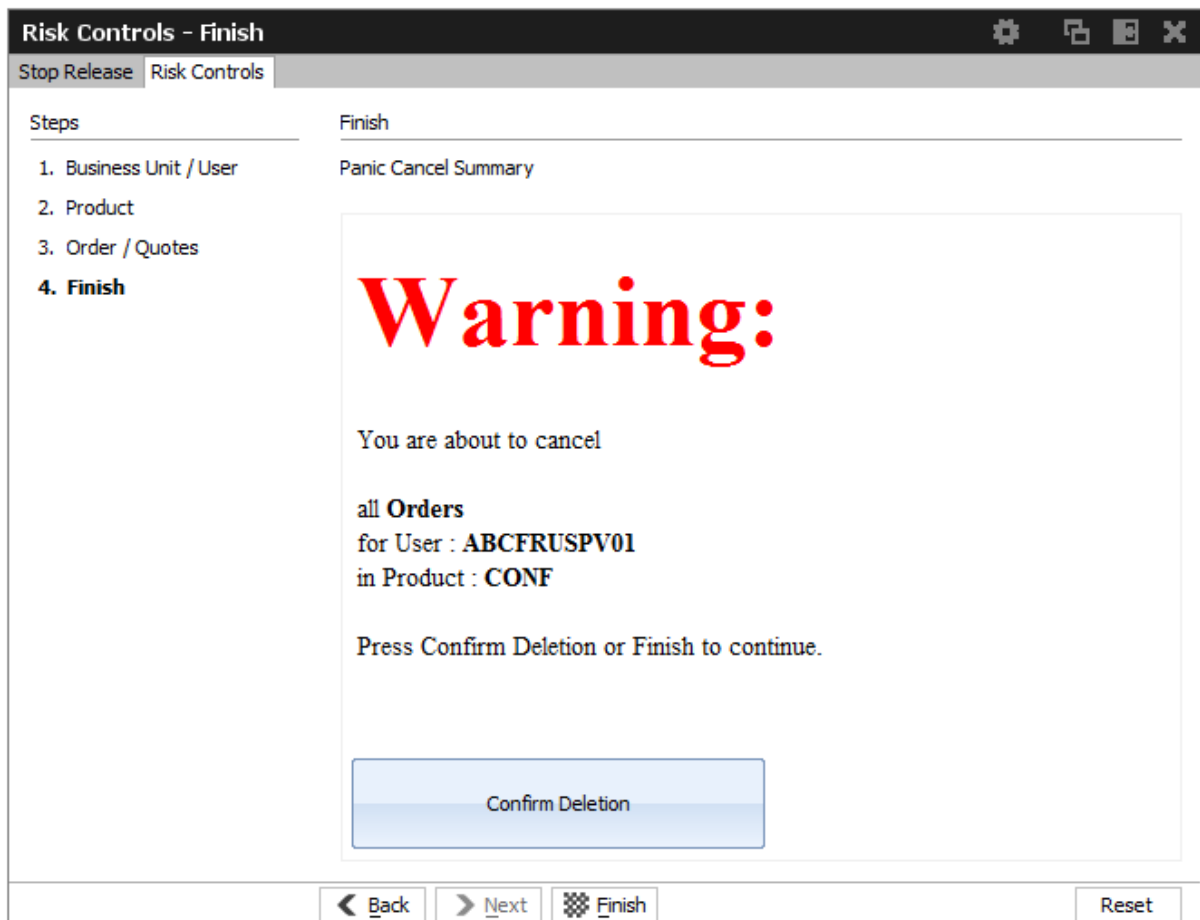 Risk Controls - Finish
Stop Release Risk Controls
Steps
1. Business Unit / User
2. Product
3. Order / Quotes
4. Finish
Finish
Panic Cancel Summary
Warning:
You are about to cancel
all Orders
for User : ABCFRUSPV01
in Product : CONF
Press Confirm Deletion or Finish to continue.
Confirm Deletion
Back Next Finish Reset